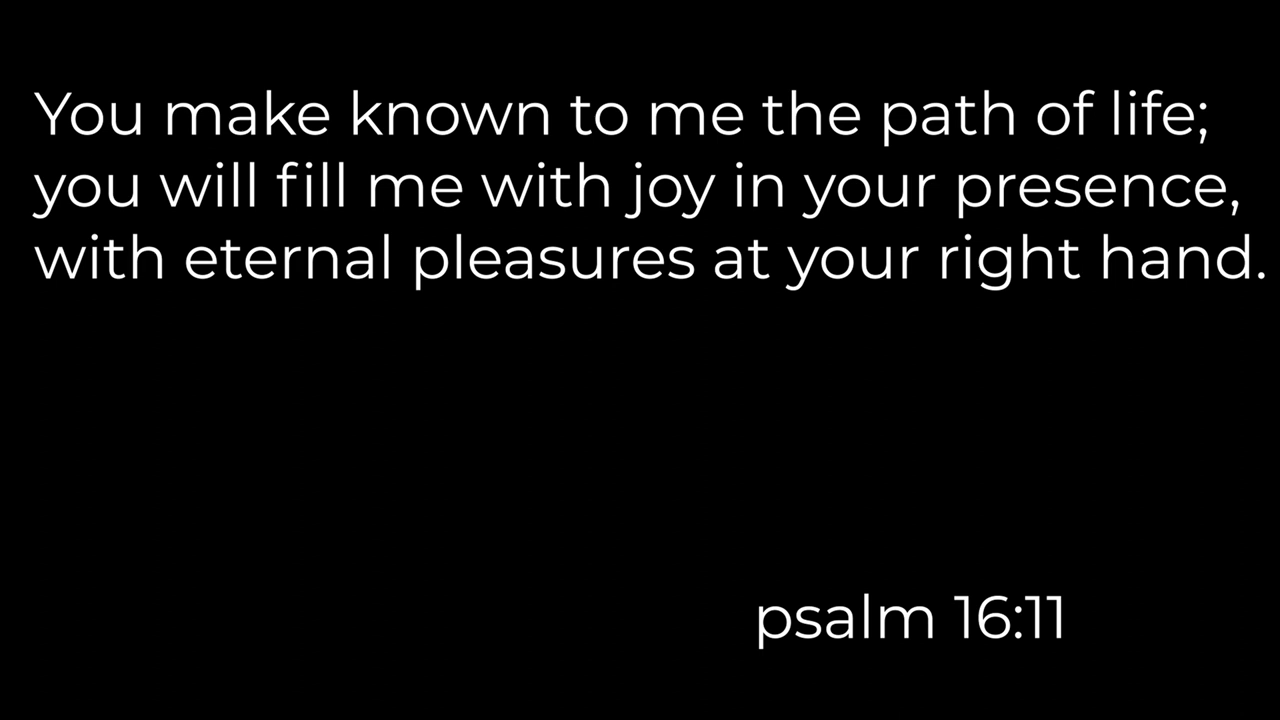 You make known to me the path of life;
you will fill me with joy in your presence,
with eternal pleasures at your right hand.
psalm 16:11